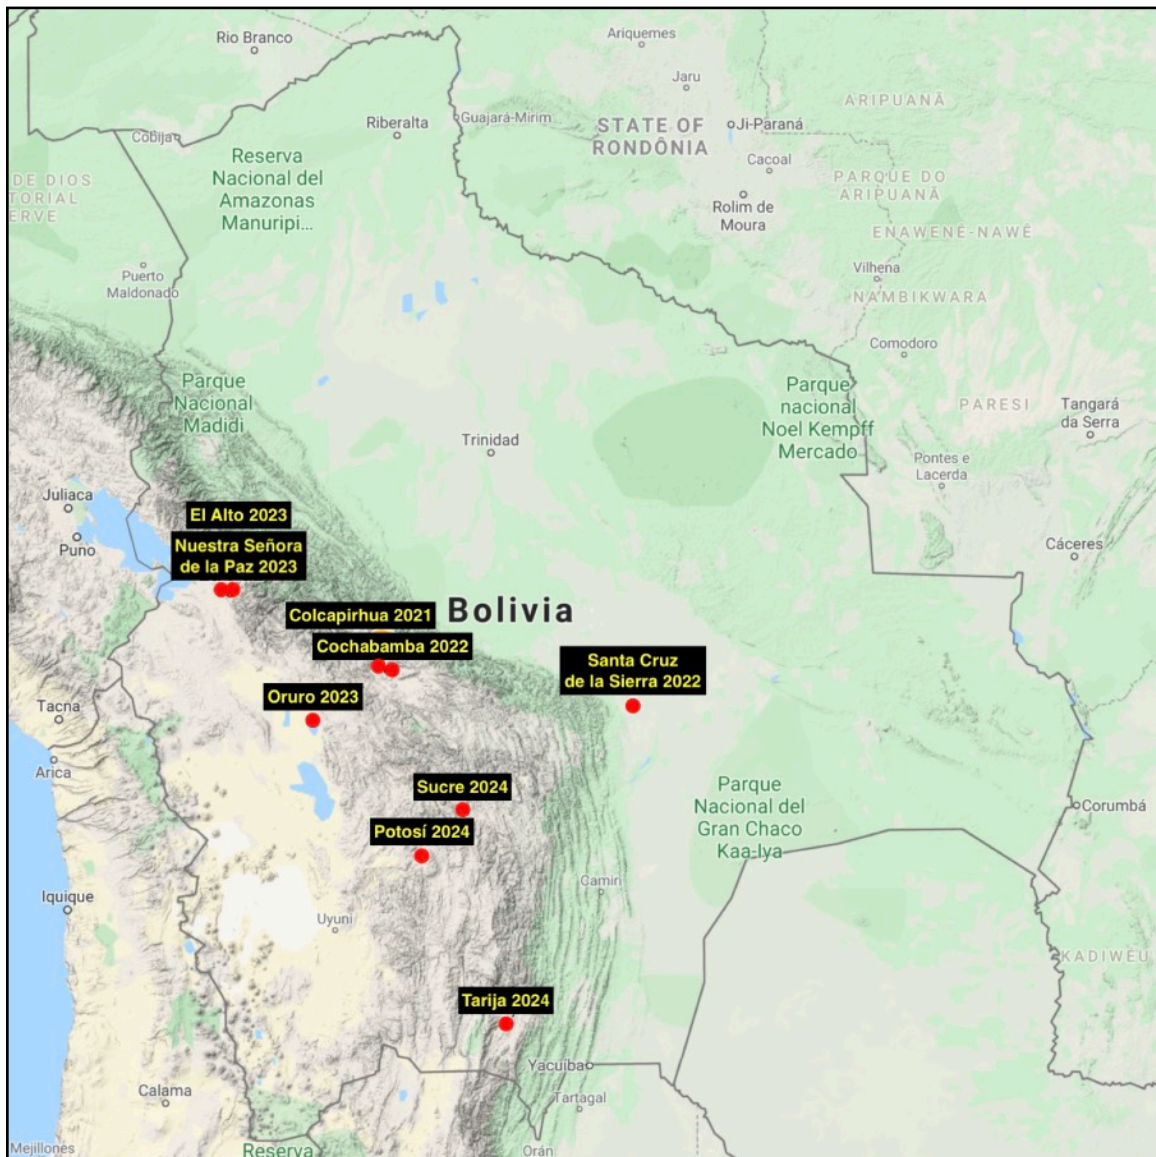 Rio Branco
Ariquemes
Jaru
ARIPUANÃ
Cobija
Riberalta
Guajará-Mirim
STATE OF
RONDÔNIA
Ji-Paraná
Cacoal
DE DIOS
TORIAL
ERVE
Reserva
Nacional del
Amazonas
Manuripi...
PARQUE DO
ARIPUANÃ
Rolim de
Moura
ENAWENÊ-NAWÊ
Puerto
Maldonado
Vilhena
NAMBIKWARA
Comodoro
Parque
Nacional
Madidi
Parque
nacional
Noel Kempff
Mercado
PARESI
Tangará
da Serra
Trinidad
Pontes e
Lacerda
Juliaca
Puno
El Alto 2023
Nuestra Señora
de la Paz 2023
Cáceres
Colcapirhua 2021
Bolivia
Cochabamba 2022
Santa Cruz
de la Sierra 2022
Oruro 2023
Tacna
Arica
Sucre 2024
Potosí 2024
Parque
Nacional del
Gran Chaco
Kaa-Iya
Corumbá
Iquique
Uyuni
Camiri
KADIWÉU
Tarija 2024
Yacuíba
Calama
Tartagal
Mejillones
Reserva
Orán